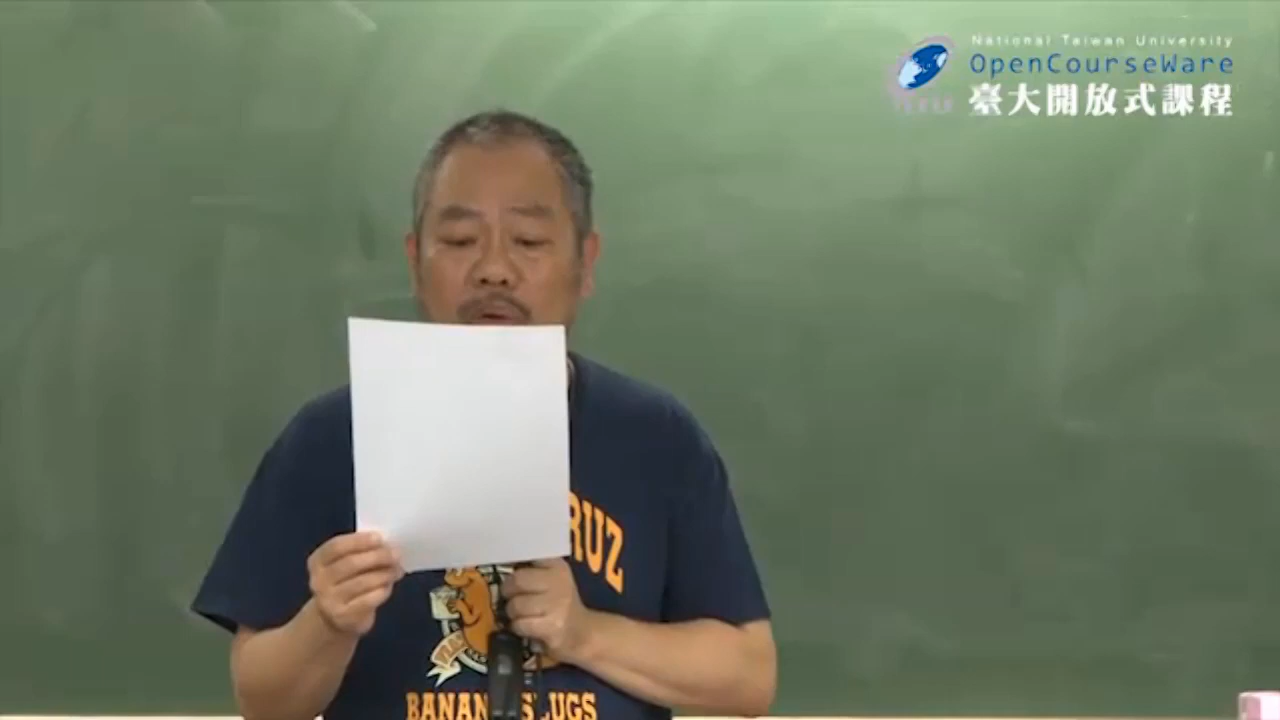 National Taiwan University
OpenCourseWare
臺大開放式課程
RUZ
BANANA SLUGS